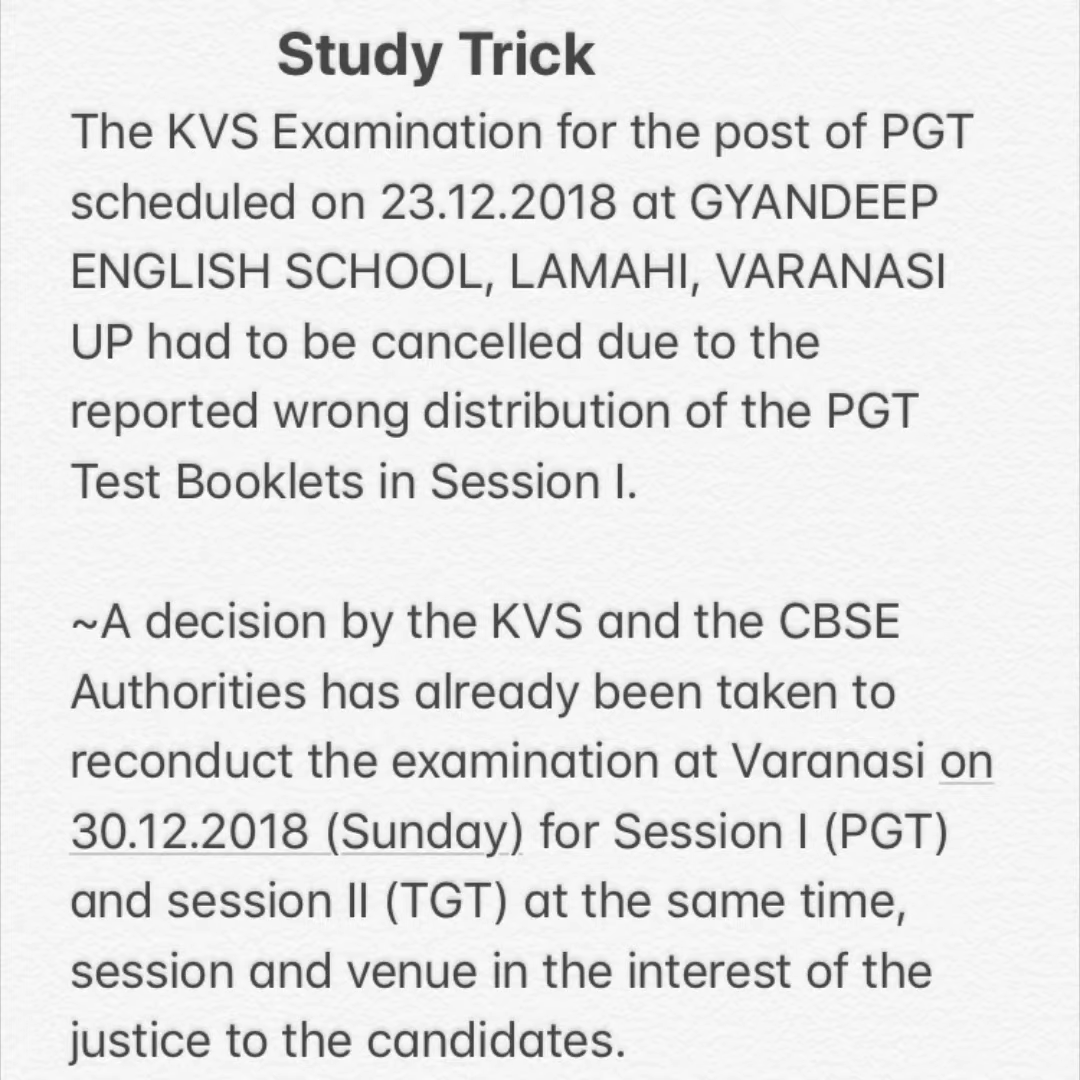 Study Trick
The KVS Examination for the post of PGT
scheduled on 23.12.2018 at GYANDEEP
ENGLISH SCHOOL, LAMAHI, VARANASI
UP had to be cancelled due to the
reported wrong distribution of the PGT
Test Booklets in Session I.
~A decision by the KVS and the CBSE
Authorities has already been taken to
reconduct the examination at Varanasi on
30.12.2018 (Sunday) for Session I (PGT)
and session II (TGT) at the same time,
session and venue in the interest of the
justice to the candidates.